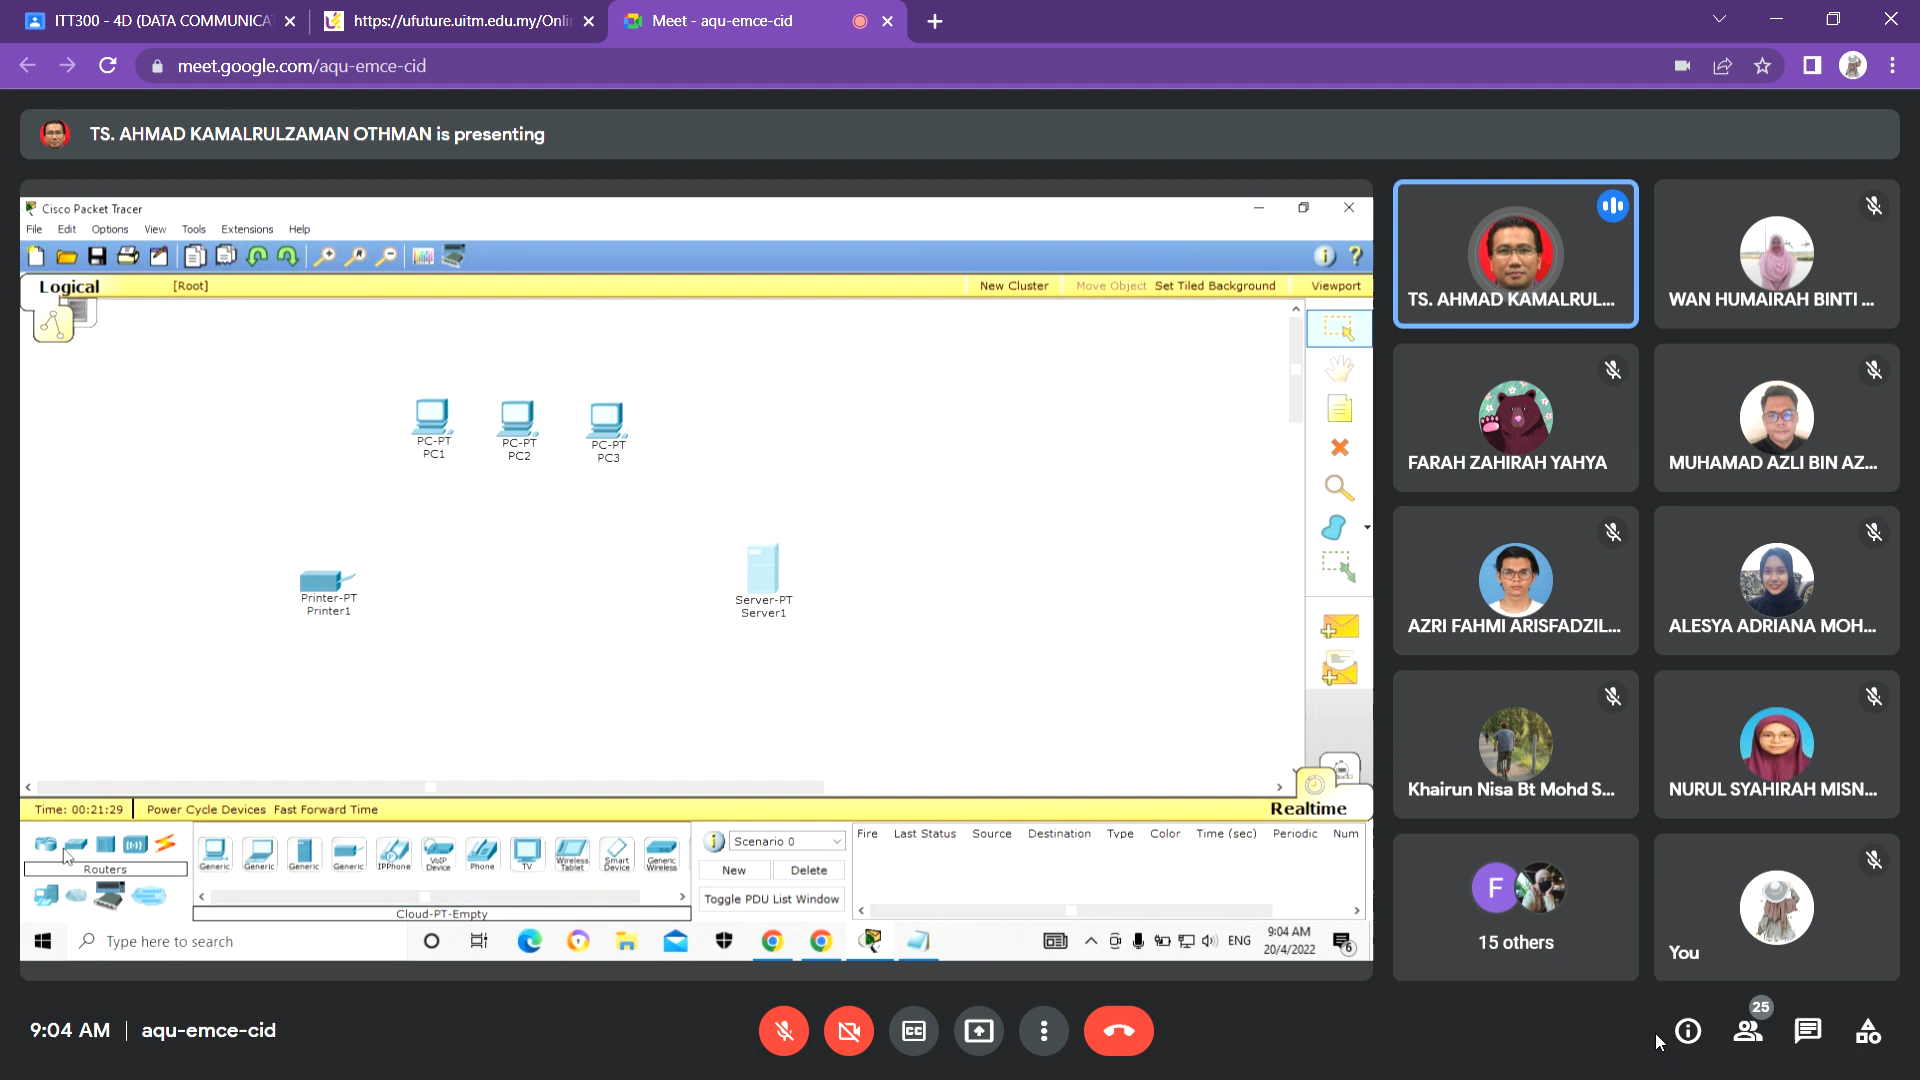 ITT300 - 4D (DATA COMMUNICA
https://ufuture.uitm.edu.my/Onli
Meet - aqu-emce-cid
meet.google.com/aqu-emce-cid
TS. AHMAD KAMALRULZAMAN OTHMAN is presenting
Cisco Packet Tracer
File Edit Options View Tools Extensions Help
Logical [Root] New Cluster Move Object Set Tiled Background Viewport
PC-PT
PC1
PC-PT
PC2
PC-PT
PC3
Printer-PT
Printer1
Server-PT
Server1
Time: 00:21:29 Power Cycle Devices Fast Forward Time Realtime
Routers
Generic Generic Generic Generic IPPhone VoIP Device Phone TV Wireless Tablet Smart Device Generic Wireless
Cloud-PT-Empty
Scenario 0
New Delete
Toggle PDU List Window
Fire Last Status Source Destination Type Color Time (sec) Periodic Num
Type here to search
ENG
9:04 AM
20/4/2022
6
TS. AHMAD KAMALRUL...
WAN HUMAIRAH BINTI ...
FARAH ZAHIRAH YAHYA
MUHAMAD AZLI BIN AZ...
AZRI FAHMI ARISFADZIL...
ALESYA ADRIANA MOH...
Khairun Nisa Bt Mohd S...
NURUL SYAHIRAH MISN...
F
15 others
You
9:04 AM | aqu-emce-cid
CC
25